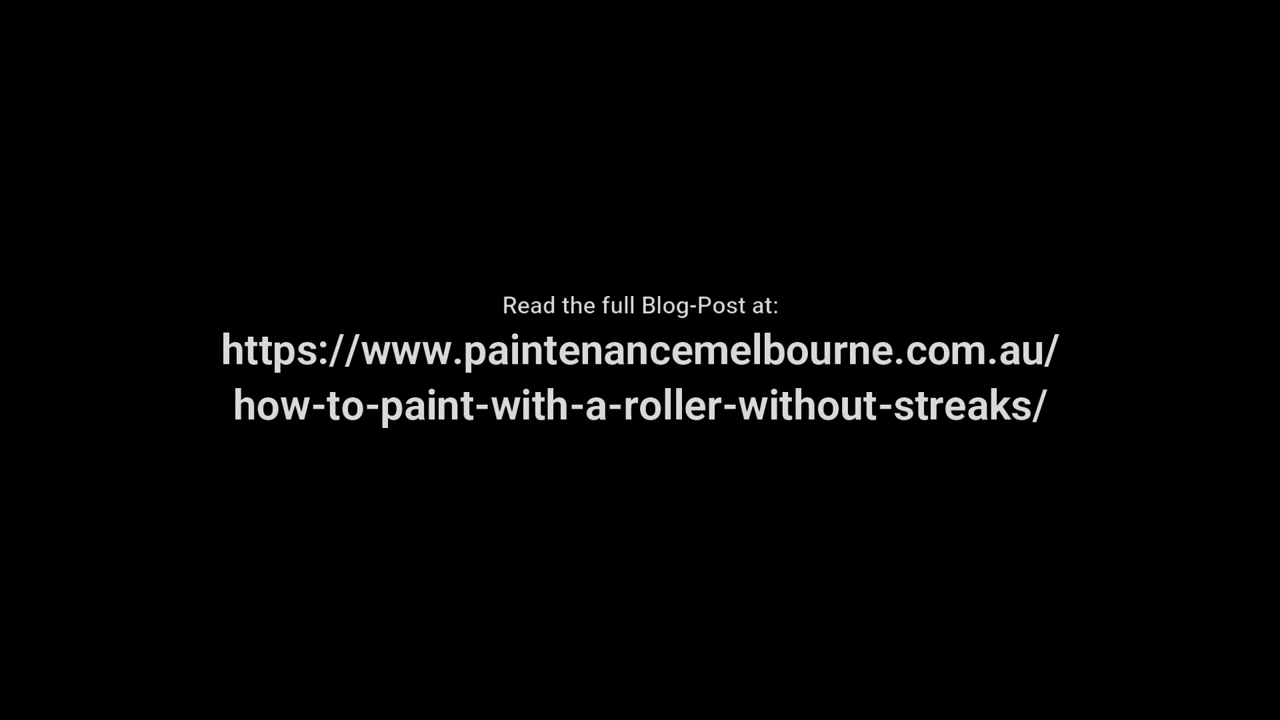 Read the full Blog-Post at:
https://www.paintenancemelbourne.com.au/
how-to-paint-with-a-roller-without-streaks/